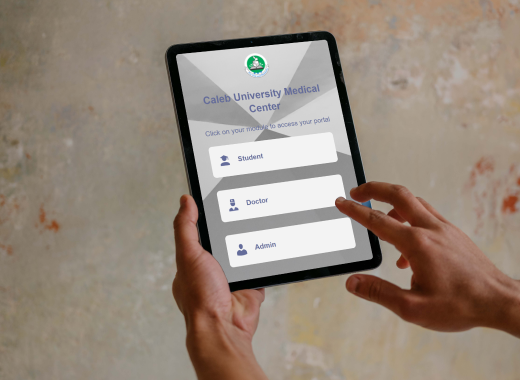 Caleb University Medical
Center
Click on your module to access your portal
Student
Doctor
Admin